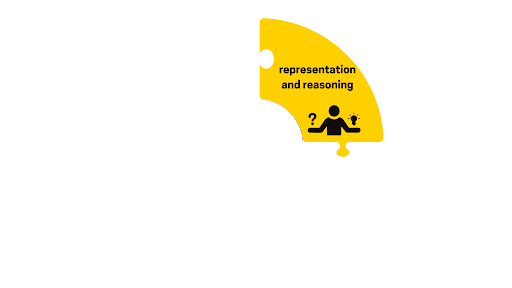 representation
and reasoning
?